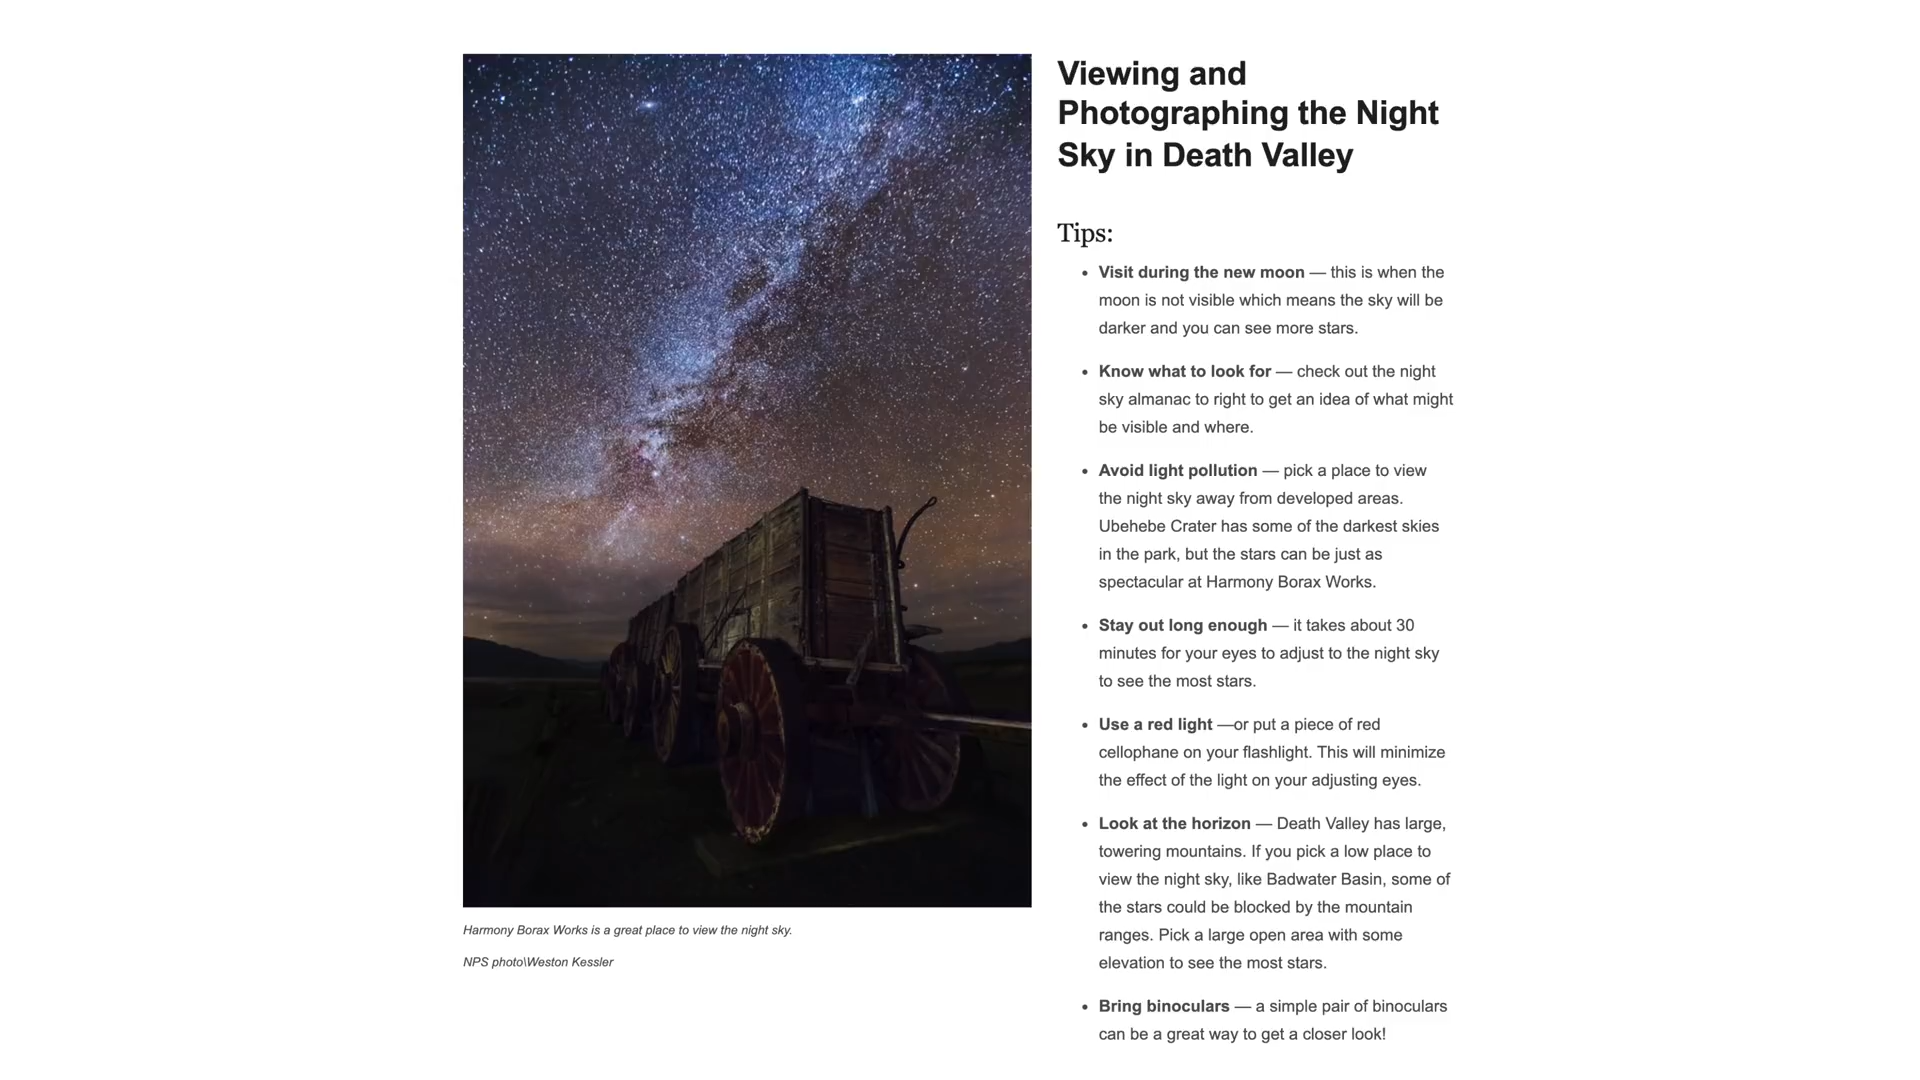 Viewing and
Photographing the Night
Sky in Death Valley
Tips:
• Visit during the new moon — this is when the
moon is not visible which means the sky will be
darker and you can see more stars.
• Know what to look for — check out the night
sky almanac to right to get an idea of what might
be visible and where.
• Avoid light pollution — pick a place to view
the night sky away from developed areas.
Ubehebe Crater has some of the darkest skies
in the park, but the stars can be just as
spectacular at Harmony Borax Works.
• Stay out long enough — it takes about 30
minutes for your eyes to adjust to the night sky
to see the most stars.
• Use a red light —or put a piece of red
cellophane on your flashlight. This will minimize
the effect of the light on your adjusting eyes.
• Look at the horizon — Death Valley has large,
towering mountains. If you pick a low place to
view the night sky, like Badwater Basin, some of
the stars could be blocked by the mountain
ranges. Pick a large open area with some
elevation to see the most stars.
• Bring binoculars — a simple pair of binoculars
can be a great way to get a closer look!
Harmony Borax Works is a great place to view the night sky.
NPS photo\Weston Kessler